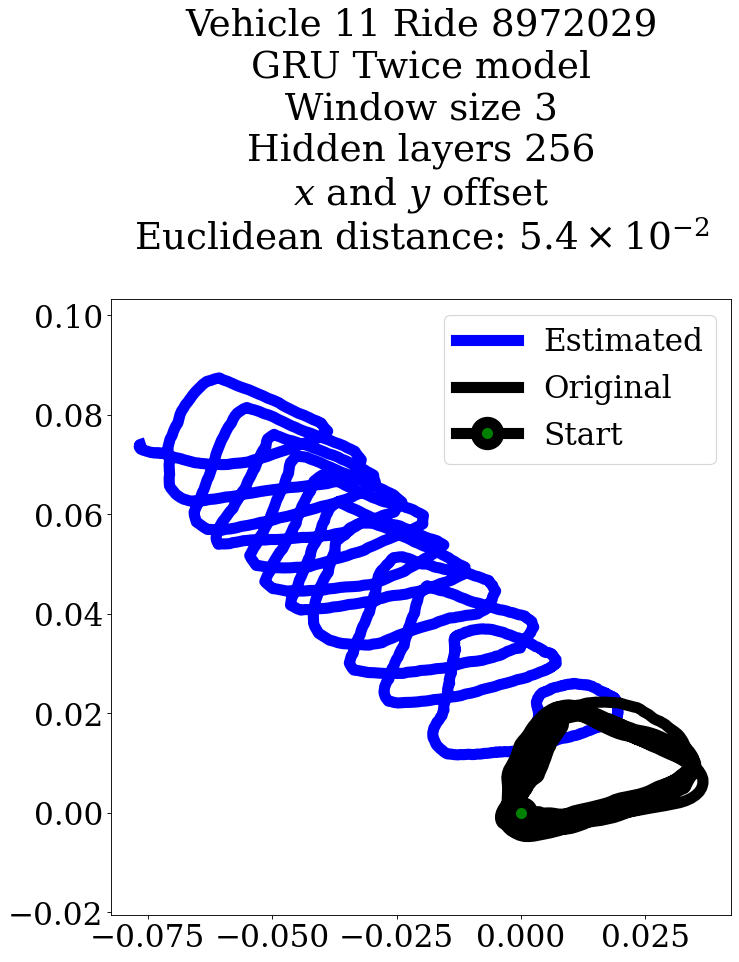 Vehicle 11 Ride 8972029
GRU Twice model
Window size 3
Hidden layers 256
x and y offset
Euclidean distance: 5.4 × 10⁻²
Estimated
Original
Start
0.10
0.08
0.06
0.04
0.02
0.00
−0.02
−0.075 −0.050 −0.025 0.000 0.025